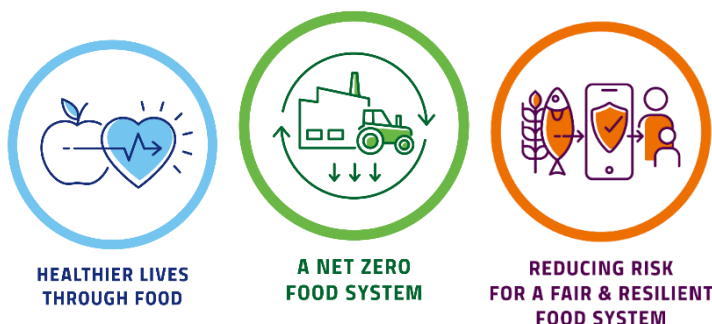 HEALTHIER LIVES
THROUGH FOOD
A NET ZERO
FOOD SYSTEM
REDUCING RISK
FOR A FAIR & RESILIENT
FOOD SYSTEM